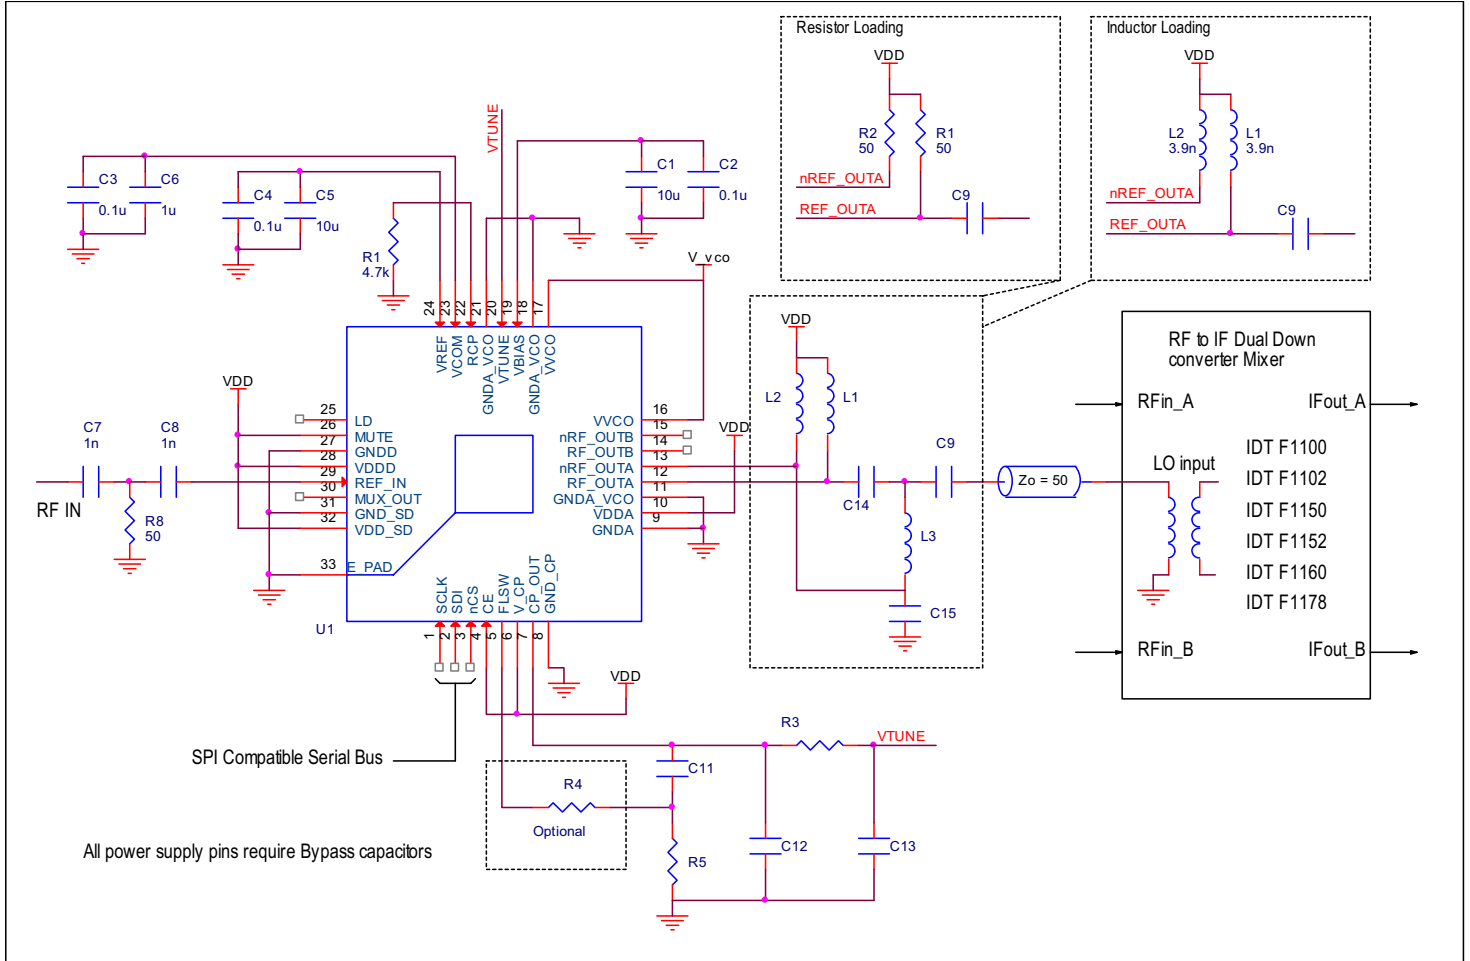 Resistor Loading
VDD
R2
50
R1
50
nREF_OUTA
REF_OUTA
C9
Inductor Loading
VDD
L2
3.9n
L1
3.9n
nREF_OUTA
REF_OUTA
C9
VTUNE
C3
0.1u
C6
1u
C4
0.1u
C5
10u
R1
4.7k
C1
10u
C2
0.1u
V_vco
24
23
22
21
20
19
18
17
VREF
VCOM
RCP
GNDA_VCO
VTUNE
VBIAS
GNDA_VCO
VVCO
VDD
25
LD
26
MUTE
27
GNDD
28
VDDD
29
REF_IN
30
MUX_OUT
31
GND_SD
32
VDD_SD
33
E_PAD
C7
1n
C8
1n
RF IN
R8
50
VVCO
16
nRF_OUTB
15
RF_OUTB
14
nRF_OUTA
13
RF_OUTA
12
GNDA_VCO
11
VDDA
10
GNDA
9
VDD
U1
SCLK
SDI
nCS
CE
FLSW
V_CP
CP_OUT
GND_CP
1
2
3
4
5
6
7
8
VDD
L2
L1
C14
C9
L3
C15
Zo = 50
RF to IF Dual Down
converter Mixer
RFin_A
IFout_A
LO input
IDT F1100
IDT F1102
IDT F1150
IDT F1152
IDT F1160
IDT F1178
RFin_B
IFout_B
VDD
SPI Compatible Serial Bus
R4
Optional
C11
R5
C12
R3
VTUNE
C13
All power supply pins require Bypass capacitors